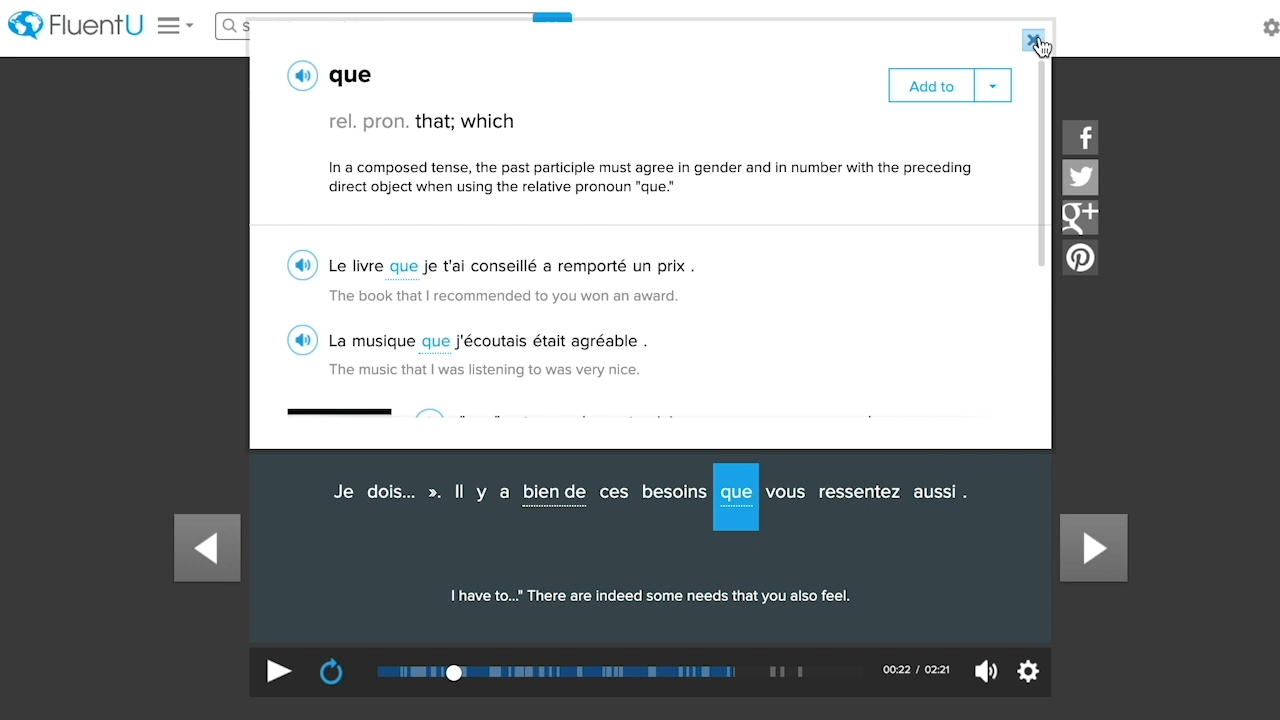 FluentU
S
que
Add to
rel. pron. that; which
In a composed tense, the past participle must agree in gender and in number with the preceding
direct object when using the relative pronoun "que."
Le livre que je t'ai conseillé a remporté un prix .
The book that I recommended to you won an award.
La musique que j'écoutais était agréable .
The music that I was listening to was very nice.
Je dois... ». Il y a bien de ces besoins que vous ressentez aussi .
I have to..." There are indeed some needs that you also feel.
00:22 / 02:21